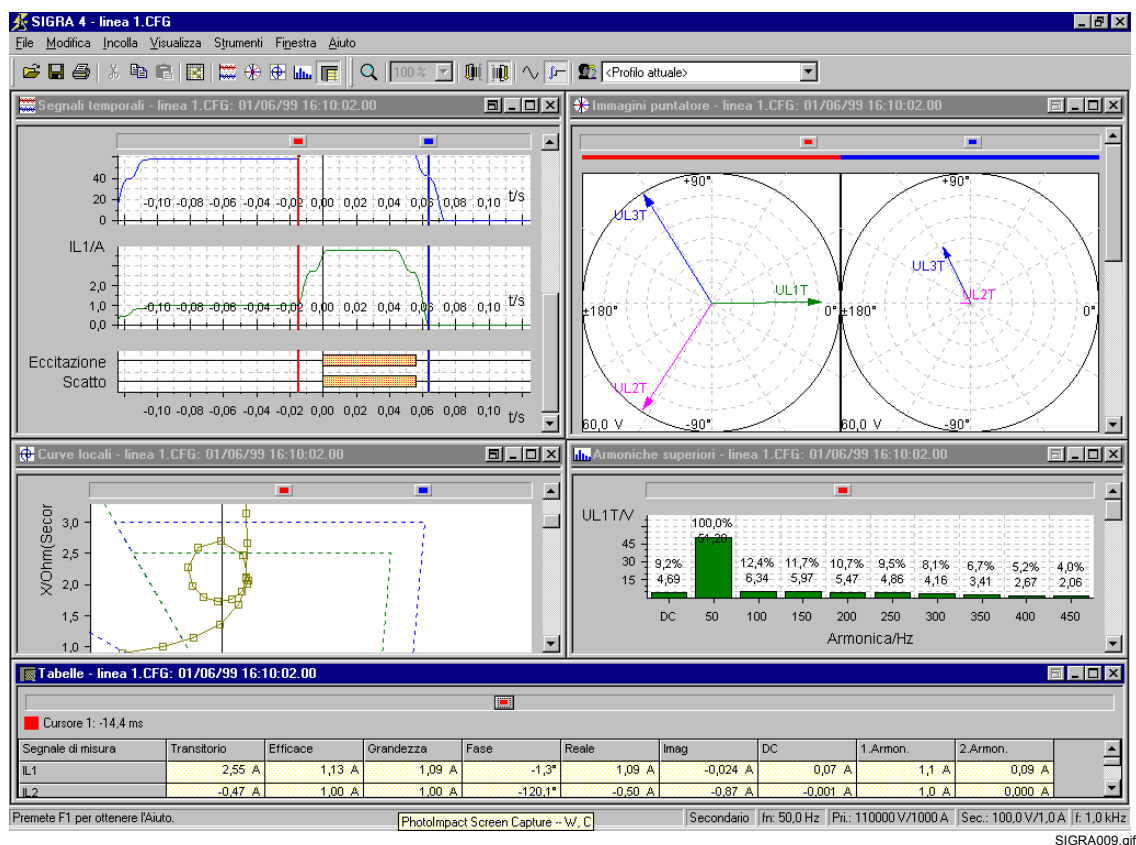 SIGRA 4 - linea 1.CFG
File Modifica Incolla Visualizza Strumenti Finestra Aiuto
100 % <Profilo attuale>
Segnali temporali - linea 1.CFG: 01/06/99 16:10:02.00
40
20
0
-0,10 -0,08 -0,06 -0,04 -0,02 0,00 0,02 0,04 0,06 0,08 0,10 t/s
IL1/A
2,0
1,0
0,0
-0,10 -0,08 -0,06 -0,04 -0,02 0,00 0,02 0,04 0,06 0,08 0,10 t/s
Eccitazione
Scatto
-0,10 -0,08 -0,06 -0,04 -0,02 0,00 0,02 0,04 0,06 0,08 0,10
t/s
Immagini puntatore - linea 1.CFG: 01/06/99 16:10:02.00
+90° +90°
UL3T UL3T
UL1T UL2T
±180° 0° ±180° 0°
UL2T
60,0 V -90° 60,0 V -90°
Curve locali - linea 1.CFG: 01/06/99 16:10:02.00
X/Ohm(Secor
3,0
2,5
2,0
1,5
1,0
Armoniche superiori - linea 1.CFG: 01/06/99 16:10:02.00
UL1T/V
45
30
15
9,2% 100,0% 12,4% 11,7% 10,7% 9,5% 8,1% 6,7% 5,2% 4,0%
4,69 51,20 6,34 5,97 5,47 4,86 4,16 3,41 2,67 2,06
DC 50 100 150 200 250 300 350 400 450
Armonica/Hz
Tabelle - linea 1.CFG: 01/06/99 16:10:02.00
Cursore 1: -14,4 ms
Segnale di misura Transitorio Efficace Grandezza Fase Reale Imag DC 1.Armon. 2.Armon.
IL1 2,55 A 1,13 A 1,09 A -1,3° 1,09 A -0,024 A 0,07 A 1,1 A 0,09 A
IL2 -0,47 A 1,00 A 1,00 A -120,1° -0,50 A -0,87 A -0,001 A 1,0 A 0,000 A
Premete F1 per ottenere l'Aiuto. PhotoImpact Screen Capture -- W, C Secondario fn: 50,0 Hz Pri.: 110000 V/1000 A Sec.: 100,0 V/1,0 A f: 1,0 kHz
SIGRA009.gif